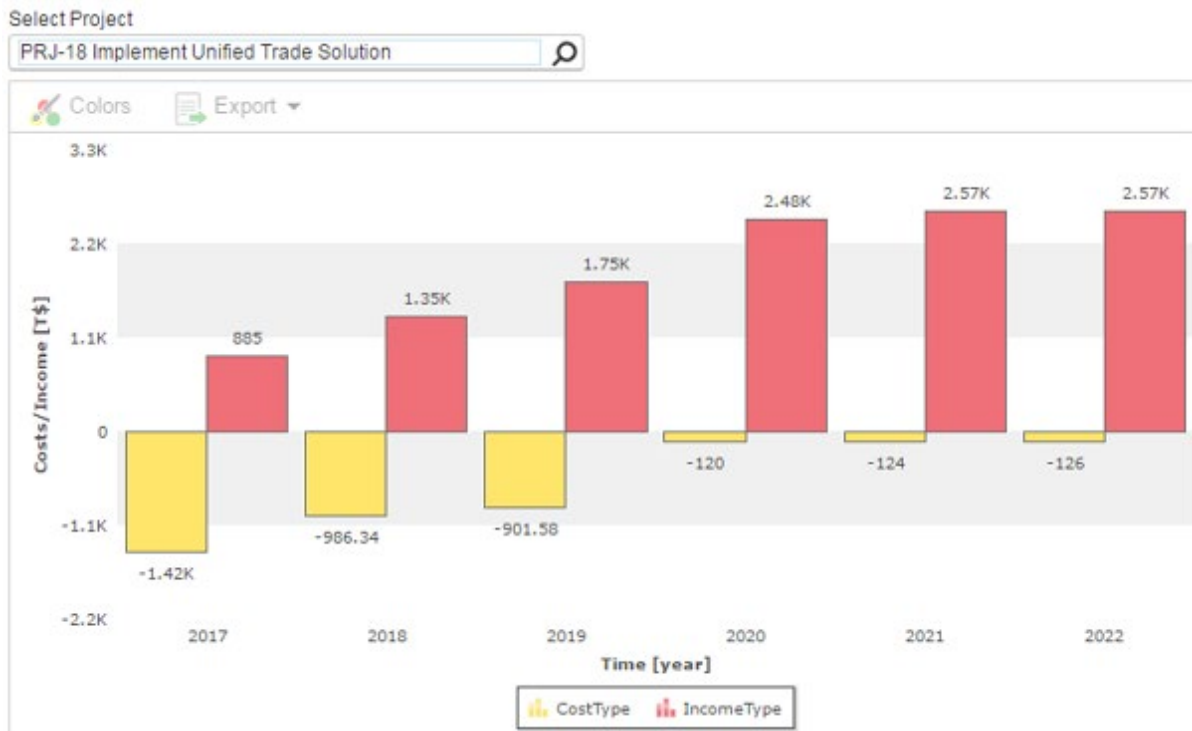 Select Project
PRJ-18 Implement Unified Trade Solution
Colors Export
3.3K
2.2K
1.1K
0
-1.1K
-2.2K
Costs/Income [T$]
885
1.35K
1.75K
2.48K
2.57K
2.57K
-1.42K
-986.34
-901.58
-120
-124
-126
2017 2018 2019 2020 2021 2022
Time [year]
CostType IncomeType